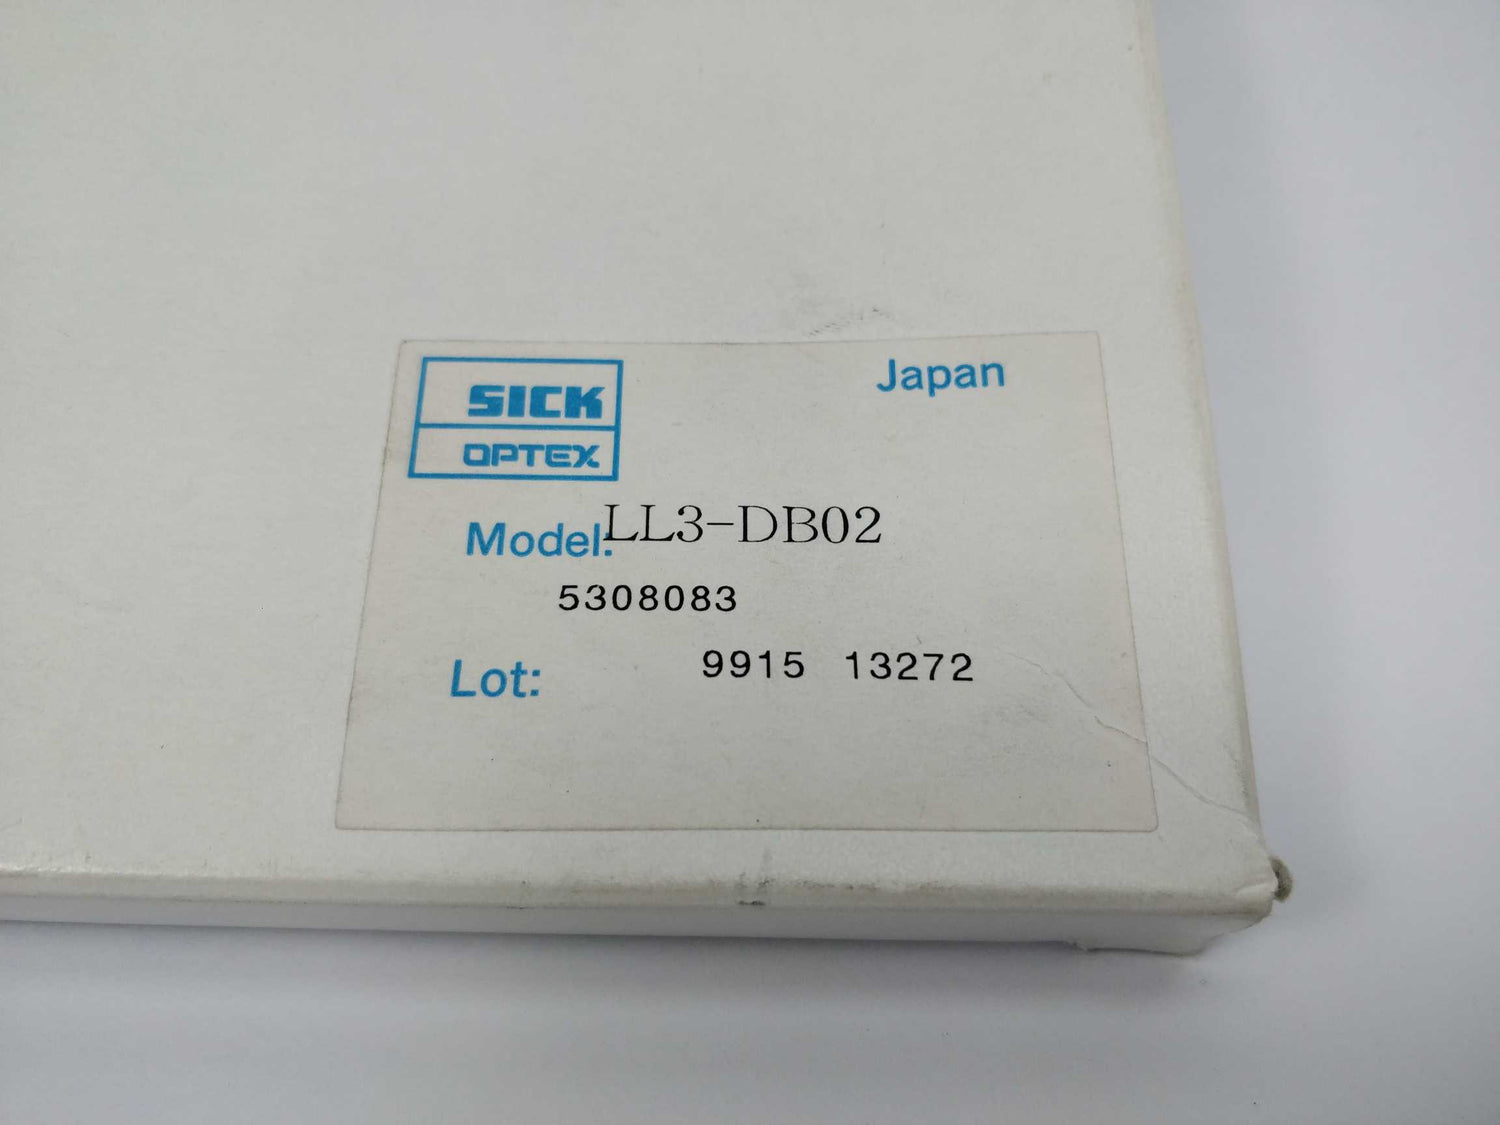 SICK
OPTEX
Japan
Model: LL3-DB02
5308083
Lot: 9915 13272